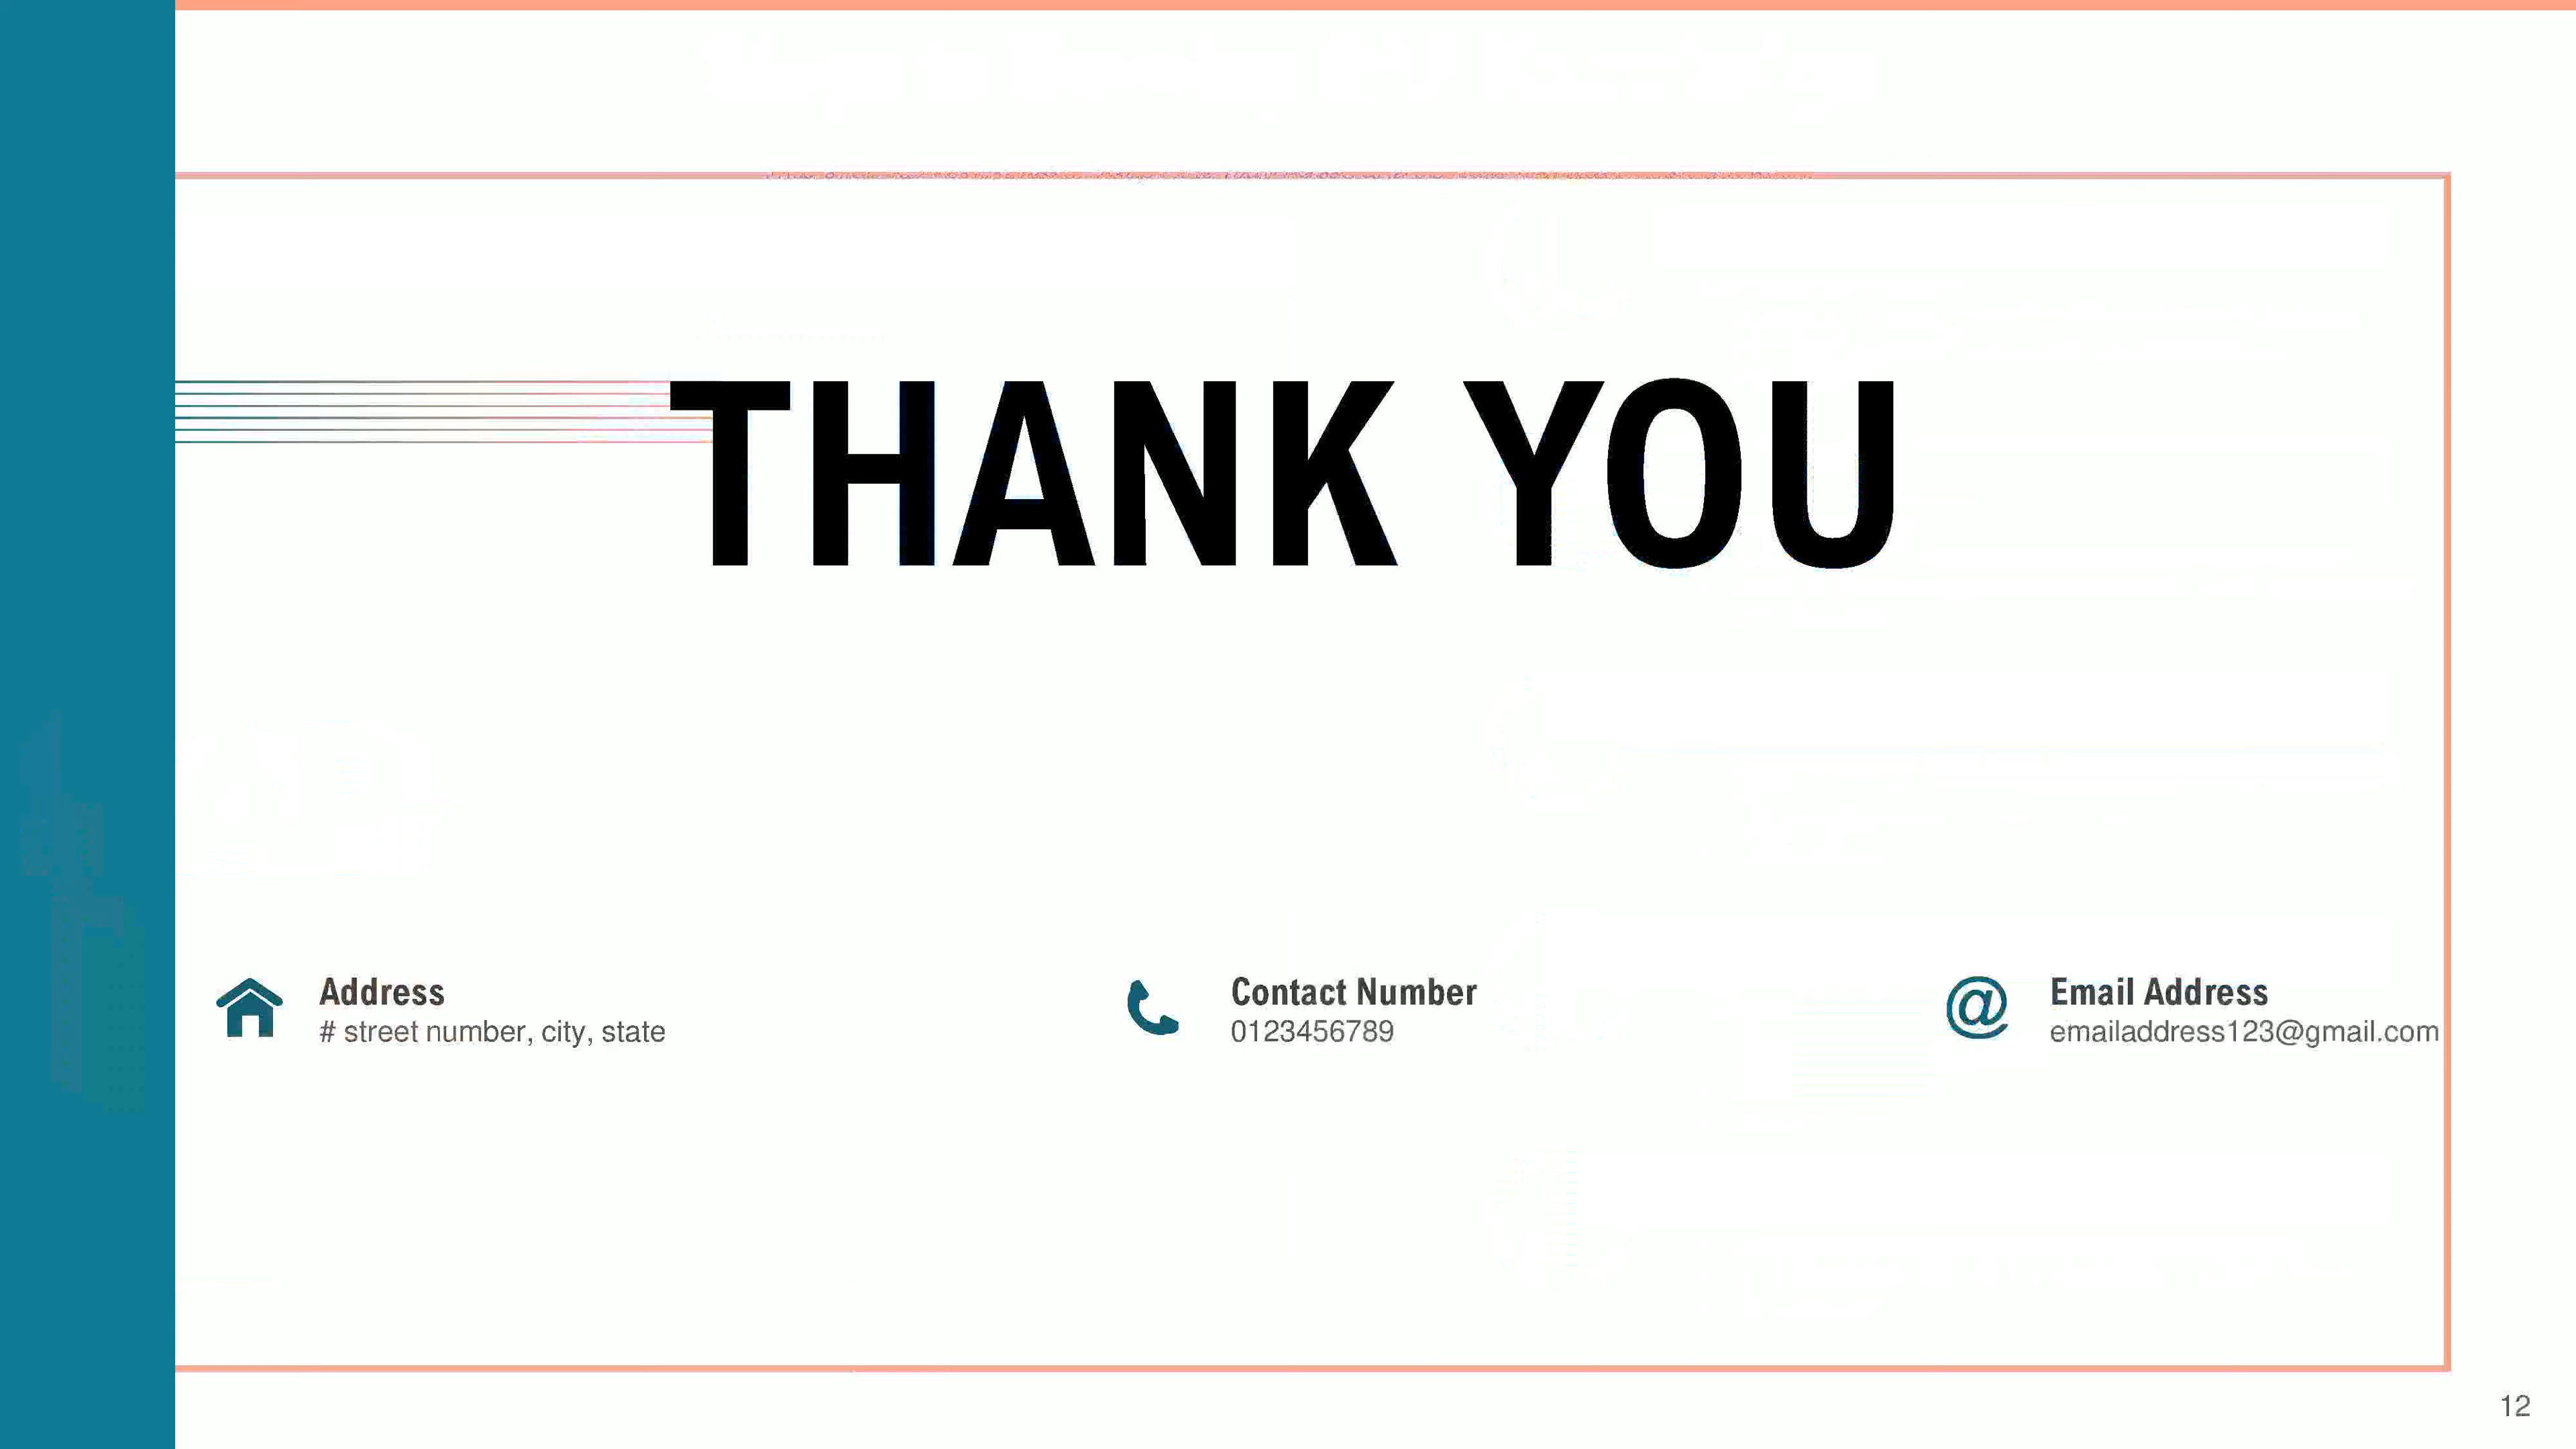 THANK YOU
Address
# street number, city, state
Contact Number
0123456789
Email Address
emailaddress123@gmail.com
12